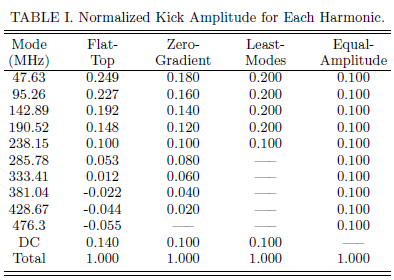 TABLE I. Normalized Kick Amplitude for Each Harmonic.
Mode Flat- Zero- Least- Equal-
(MHz) Top Gradient Modes Amplitude
47.63 0.249 0.180 0.200 0.100
95.26 0.227 0.160 0.200 0.100
142.89 0.192 0.140 0.200 0.100
190.52 0.148 0.120 0.200 0.100
238.15 0.100 0.100 0.100 0.100
285.78 0.053 0.080 — 0.100
333.41 0.012 0.060 — 0.100
381.04 -0.022 0.040 — 0.100
428.67 -0.044 0.020 — 0.100
476.3 -0.055 — — 0.100
DC 0.140 0.100 0.100 —
Total 1.000 1.000 1.000 1.000